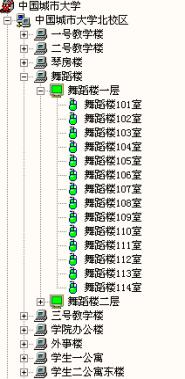 中国城市大学
中国城市大学北校区
一号教学楼
二号教学楼
琴房楼
舞蹈楼
舞蹈楼一层
舞蹈楼101室
舞蹈楼102室
舞蹈楼103室
舞蹈楼104室
舞蹈楼105室
舞蹈楼106室
舞蹈楼107室
舞蹈楼108室
舞蹈楼109室
舞蹈楼110室
舞蹈楼111室
舞蹈楼112室
舞蹈楼113室
舞蹈楼114室
舞蹈楼二层
三号教学楼
学院办公楼
外事楼
学生一公寓
学生二公寓东楼